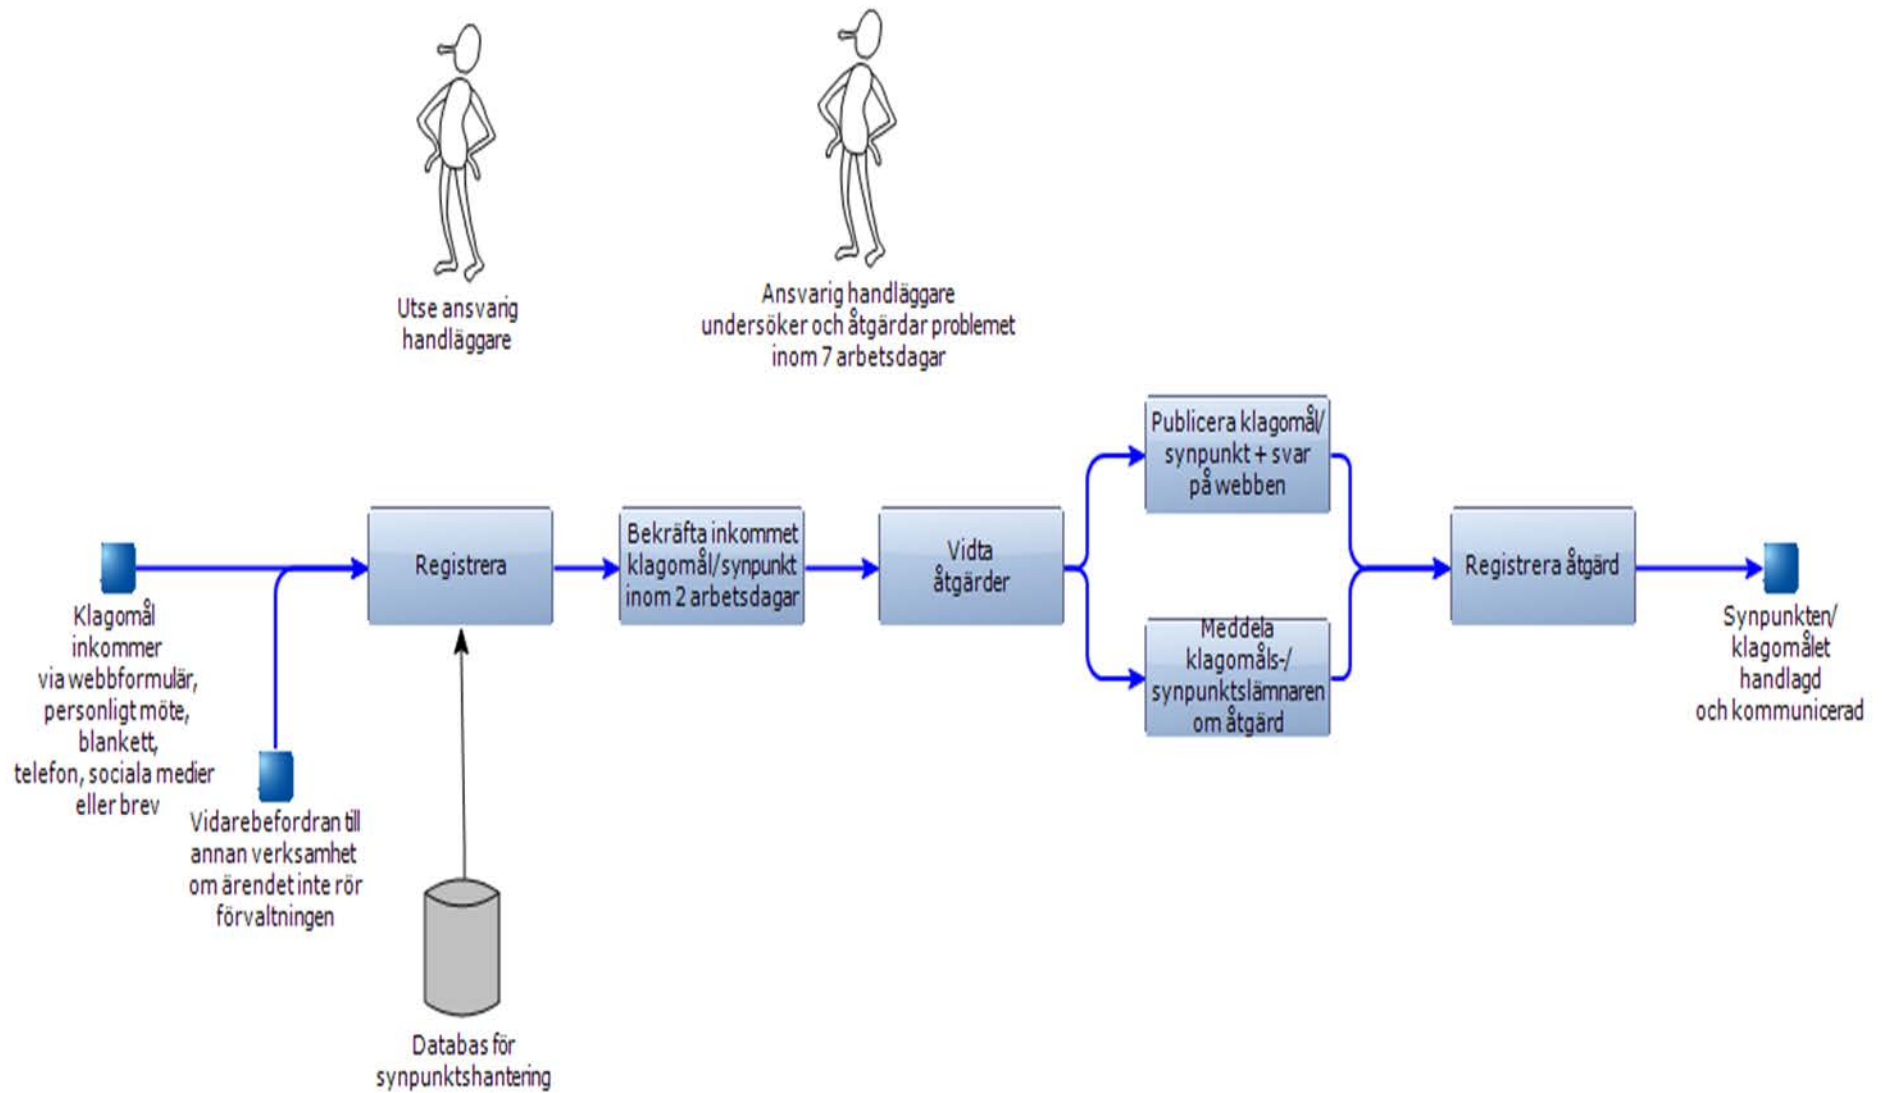 Utse ansvarig
handläggare
Ansvarig handläggare
undersöker och åtgärdar problemet
inom 7 arbetsdagar
Klagomål
inkommer
via webbformulär,
personligt möte,
blankett,
telefon, sociala medier
eller brev
Vidarebefordran till
annan verksamhet
om ärendet inte rör
förvaltningen
Registrera
Databas för
synpunktshantering
Bekräfta inkommet
klagomål/synpunkt
inom 2 arbetsdagar
Vidta
åtgärder
Publicera klagomål/
synpunkt + svar
på webben
Meddela
klagomåls-/
synpunktslämnaren
om åtgärd
Registrera åtgärd
Synpunkten/
klagomålet
handlagd
och kommunicerad